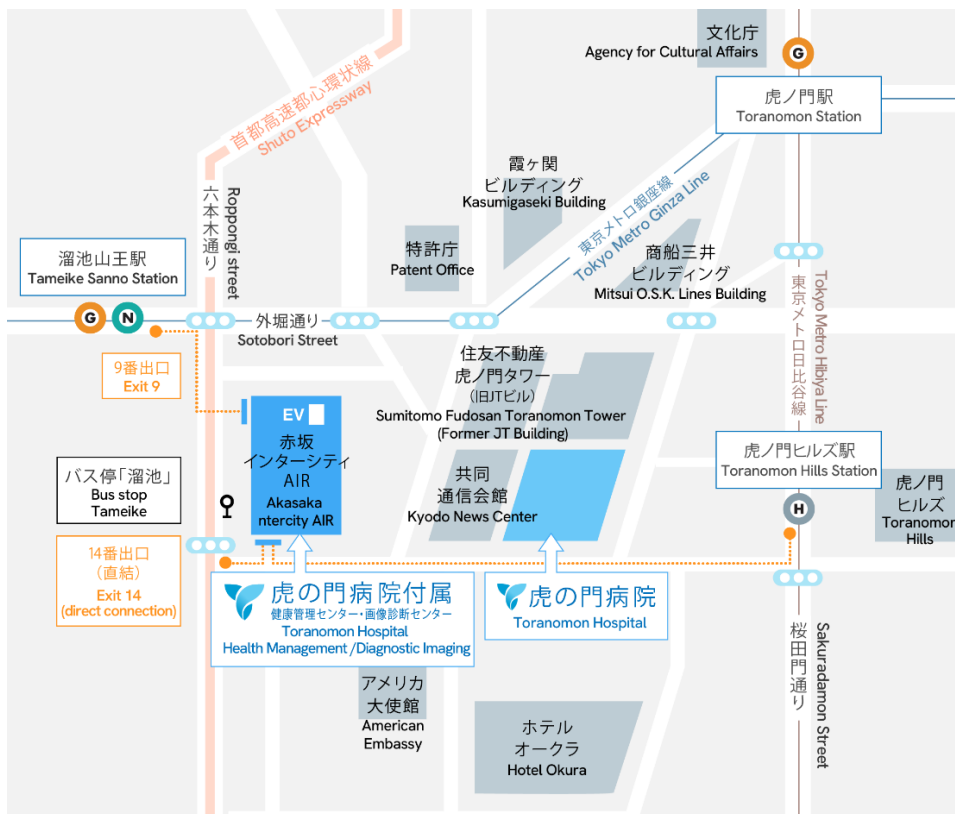 文化庁
Agency for Cultural Affairs
G
虎ノ門駅
Toranomon Station
首都高速都心環状線
Shuto Expressway
霞ヶ関
ビルディング
Kasumigaseki Building
東京メトロ銀座線
Tokyo Metro Ginza Line
六本木通り
Roppongi street
特許庁
Patent Office
商船三井
ビルディング
Mitsui O.S.K. Lines Building
溜池山王駅
Tameike Sanno Station
G
N
外堀通り
Sotobori Street
Tokyo Metro Hibiya Line
東京メトロ日比谷線
9番出口
Exit 9
住友不動産
虎ノ門タワー
（旧JTビル）
Sumitomo Fudosan Toranomon Tower
(Former JT Building)
EV
赤坂
インターシティ
AIR
Akasaka
ntercity AIR
バス停「溜池」
Bus stop
Tameike
共同
通信会館
Kyodo News Center
虎ノ門ヒルズ駅
Toranomon Hills Station
H
虎ノ門
ヒルズ
Toranomon
Hills
14番出口
（直結）
Exit 14
(direct connection)
虎の門病院付属
健康管理センター・画像診断センター
Toranomon Hospital
Health Management /Diagnostic Imaging
虎の門病院
Toranomon Hospital
桜田門通り
Sakuradamon Street
アメリカ
大使館
American
Embassy
ホテル
オークラ
Hotel Okura